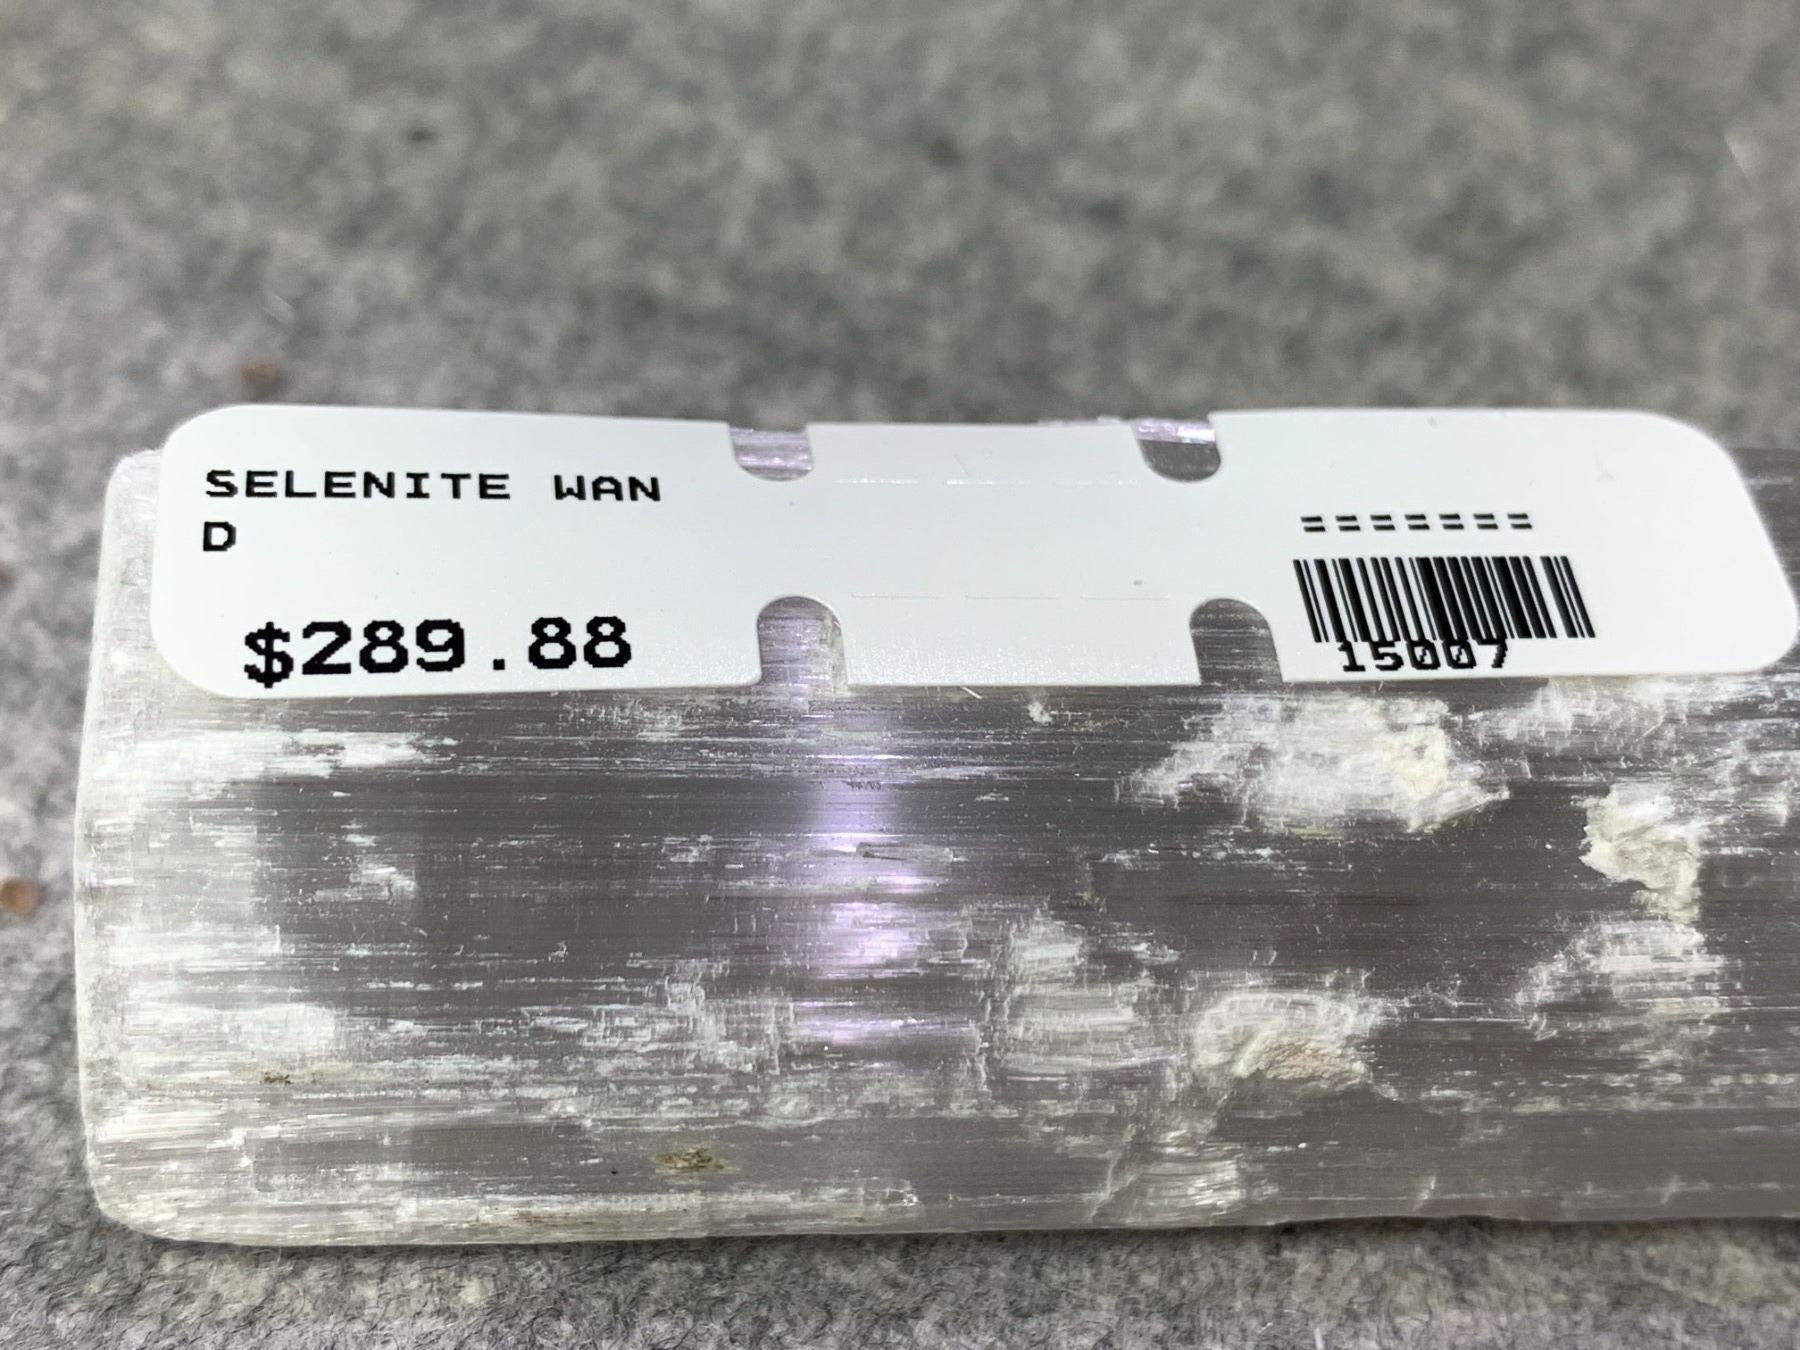 SELENITE WAN
D
$289.88
=======
15007